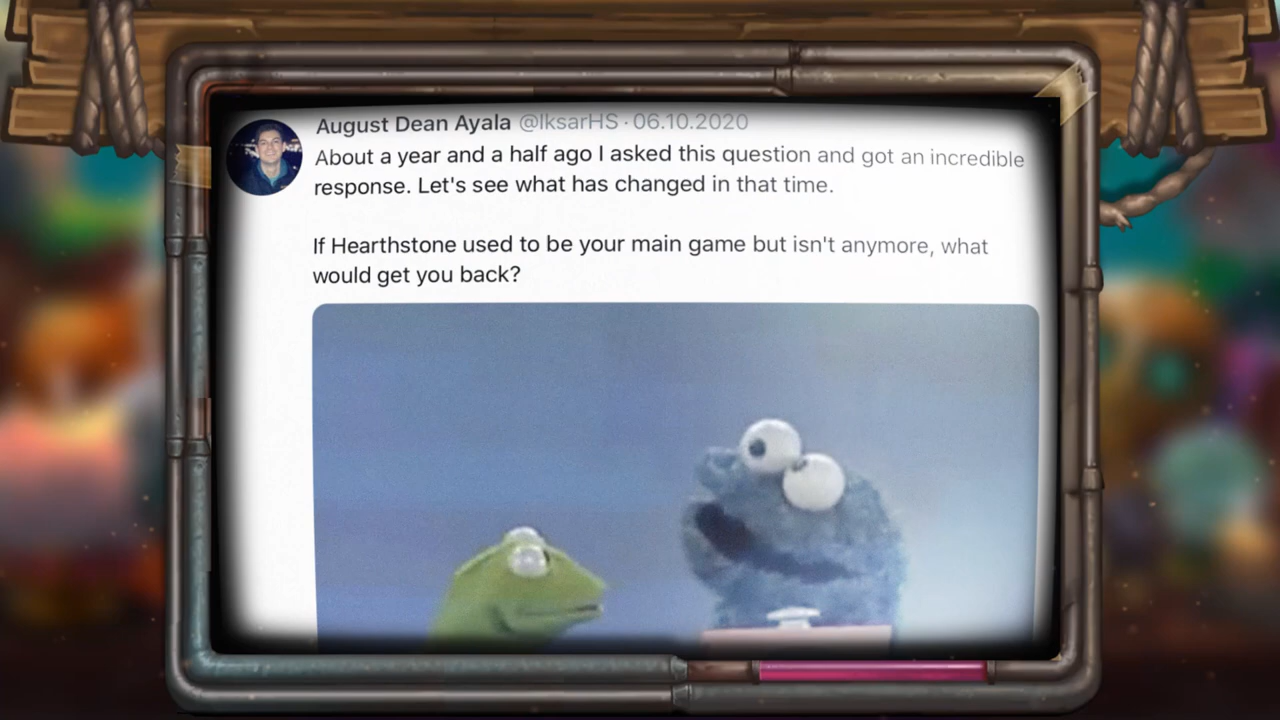 August Dean Ayala @IksarHS · 06.10.2020
About a year and a half ago I asked this question and got an incredible
response. Let's see what has changed in that time.
If Hearthstone used to be your main game but isn't anymore, what
would get you back?